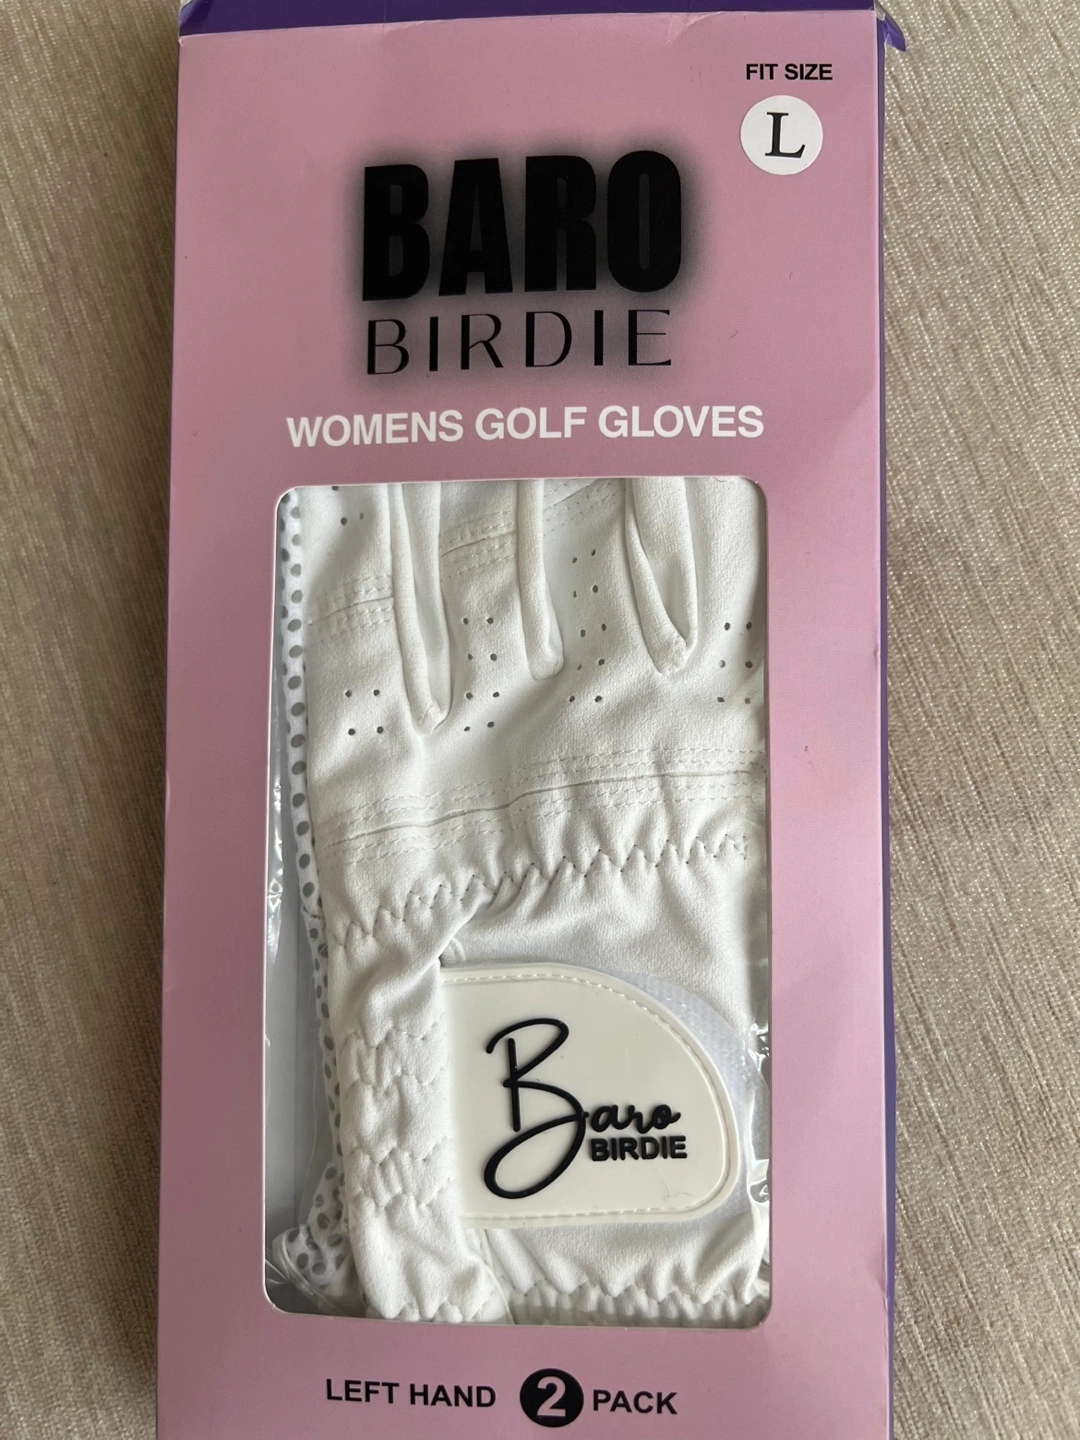 FIT SIZE
L
BARO
BIRDIE
WOMENS GOLF GLOVES
Baro
BIRDIE
LEFT HAND 2 PACK